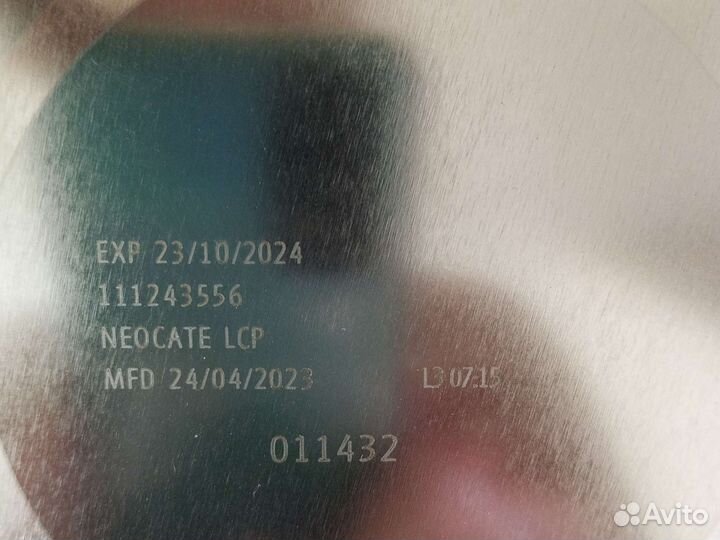 EXP 23/10/2024
111243556
NEOCATE LCP
MFD 24/04/2023 L3 07:15
011432
Avito